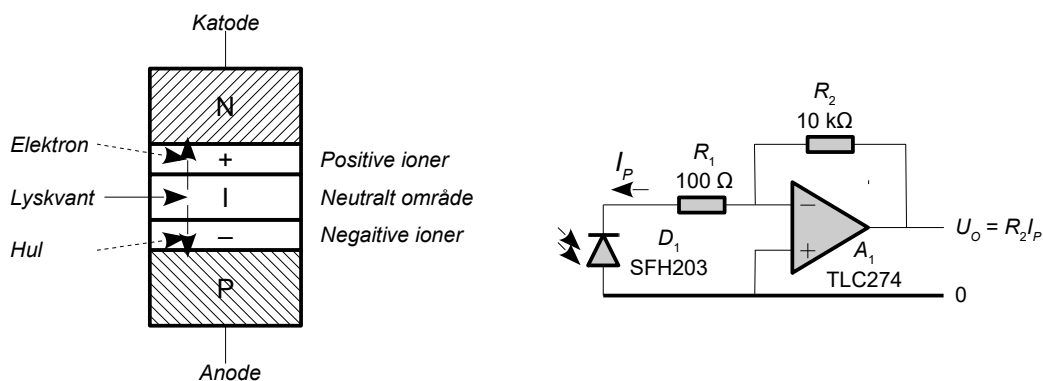 Katode
N
Elektron
+
Positive ioner
Lyskvant
I
Neutralt område
Hul
–
Negaitive ioner
P
Anode
R2
10 kΩ
R1
100 Ω
IP
–
+
D1
SFH203
A1
TLC274
UO = R2IP
0